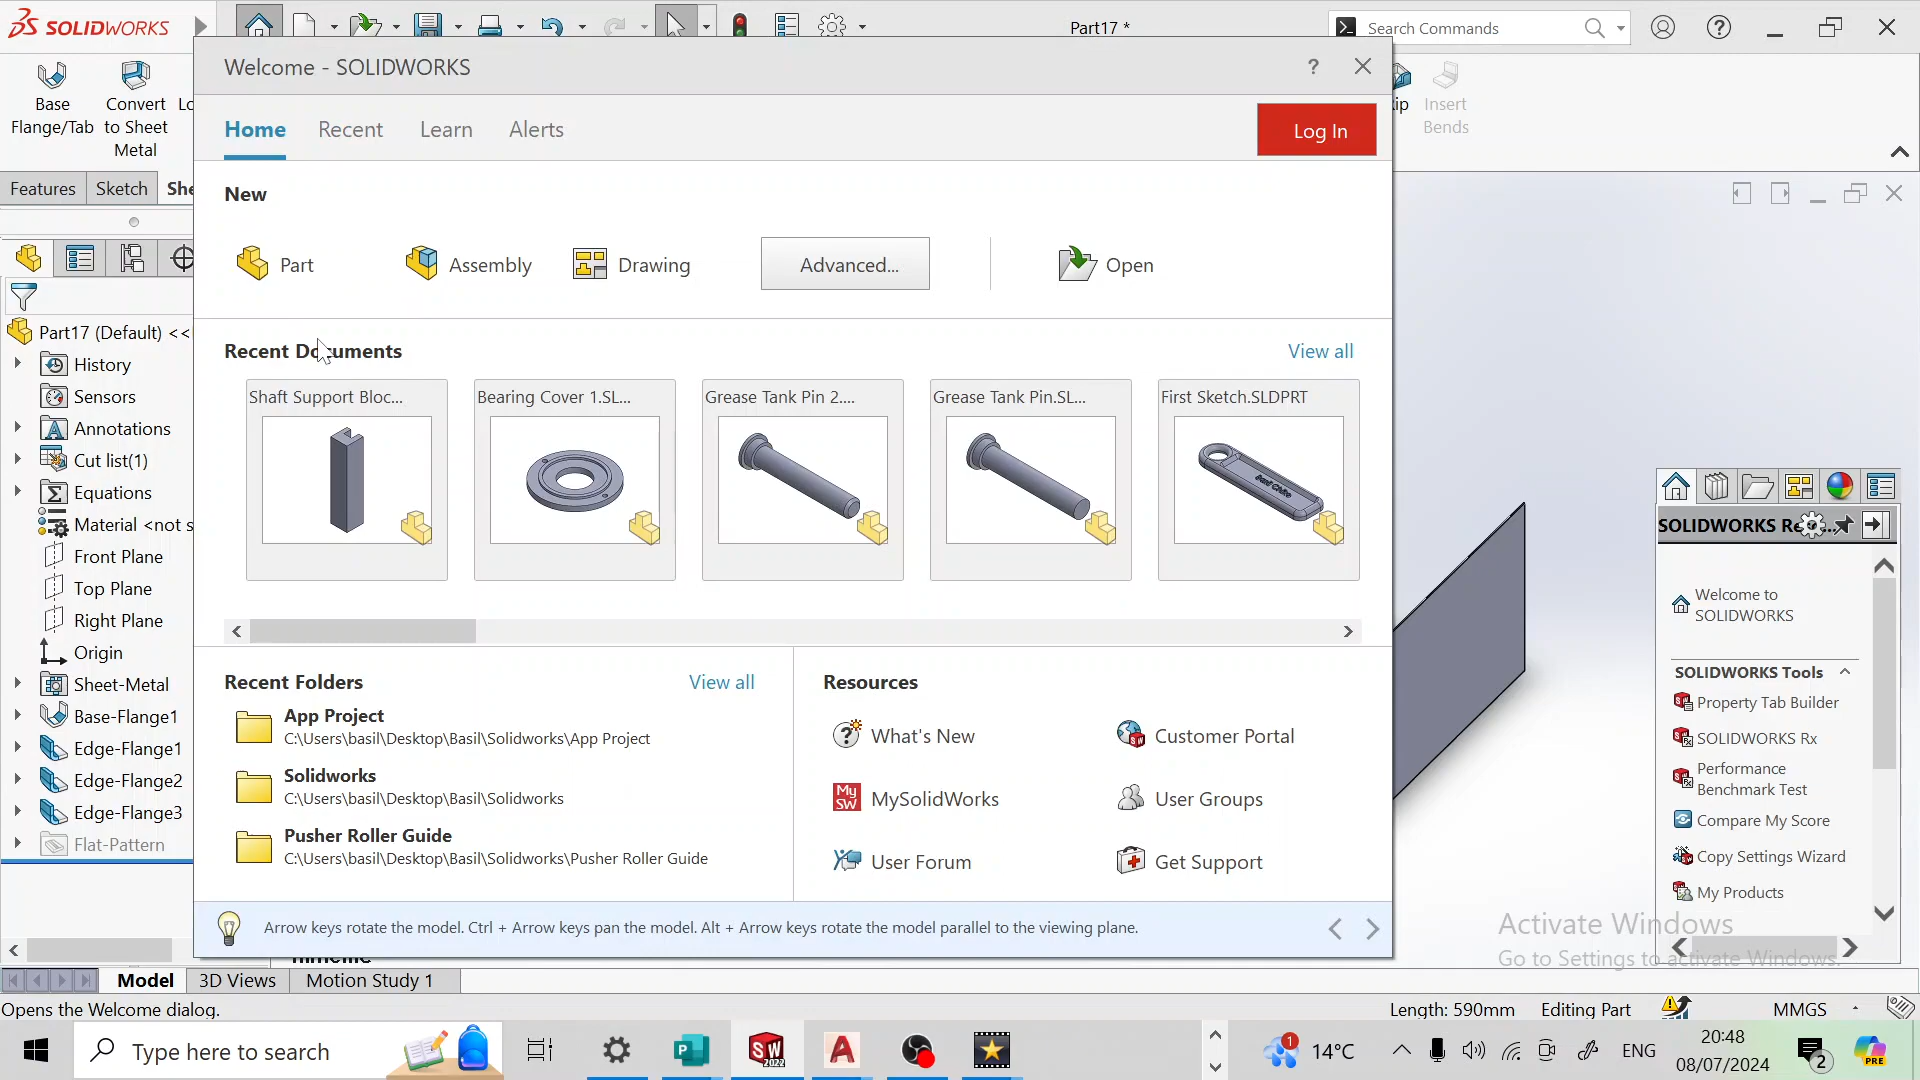 SOLIDWORKS
Part17 *
Search Commands
Base
Flange/Tab
Convert
to Sheet
Metal
Insert
Bends
Features
Sketch
Welcome - SOLIDWORKS
?
Home
Recent
Learn
Alerts
Log In
New
Part
Assembly
Drawing
Advanced...
Open
Recent Documents
View all
Shaft Support Bloc...
Bearing Cover 1.SL...
Grease Tank Pin 2....
Grease Tank Pin.SL...
First Sketch.SLDPRT
Recent Folders
View all
App Project
C:\Users\basil\Desktop\Basil\Solidworks\App Project
Solidworks
C:\Users\basil\Desktop\Basil\Solidworks
Pusher Roller Guide
C:\Users\basil\Desktop\Basil\Solidworks\Pusher Roller Guide
Resources
What's New
Customer Portal
MySolidWorks
User Groups
User Forum
Get Support
Arrow keys rotate the model. Ctrl + Arrow keys pan the model. Alt + Arrow keys rotate the model parallel to the viewing plane.
Part17 (Default) <<
History
Sensors
Annotations
Cut list(1)
Equations
Material <not s
Front Plane
Top Plane
Right Plane
Origin
Sheet-Metal
Base-Flange1
Edge-Flange1
Edge-Flange2
Edge-Flange3
Flat-Pattern
SOLIDWORKS Re
Welcome to
SOLIDWORKS
SOLIDWORKS Tools
Property Tab Builder
SOLIDWORKS Rx
Performance
Benchmark Test
Compare My Score
Copy Settings Wizard
My Products
Activate Windows
Go to Settings to activate Windows.
Model
3D Views
Motion Study 1
Opens the Welcome dialog.
Length: 590mm
Editing Part
MMGS
Type here to search
14°C
ENG
20:48
08/07/2024
2
PRE